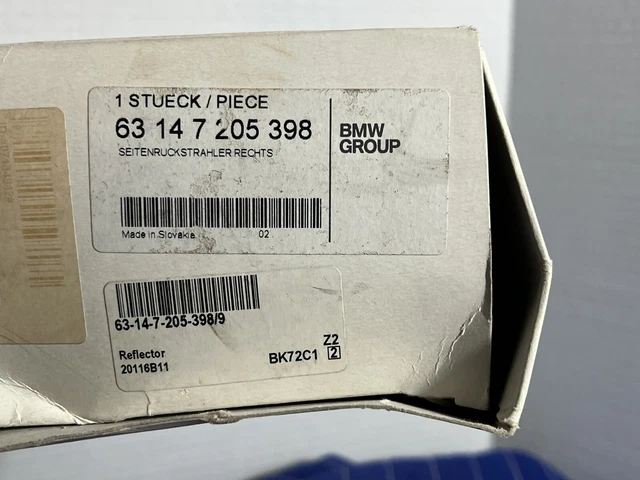 1 STUECK / PIECE
63 14 7 205 398
SEITENRUCKSTRAHLER RECHTS
BMW
GROUP
Made in Slovakia
02
63-14-7-205-398/9
Reflector
20116B11
BK72C1
Z2
2